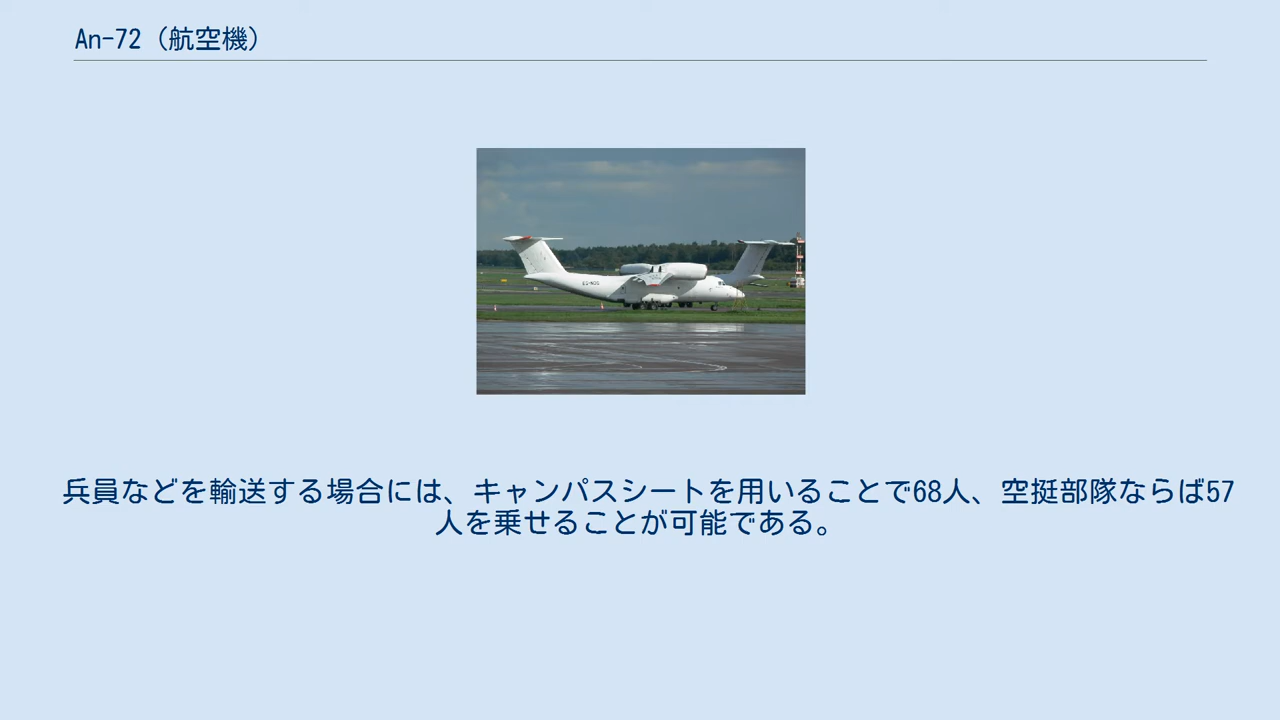 An-72（航空機）
兵員などを輸送する場合には、キャンパスシートを用いることで68人、空挺部隊ならば57
人を乗せることが可能である。